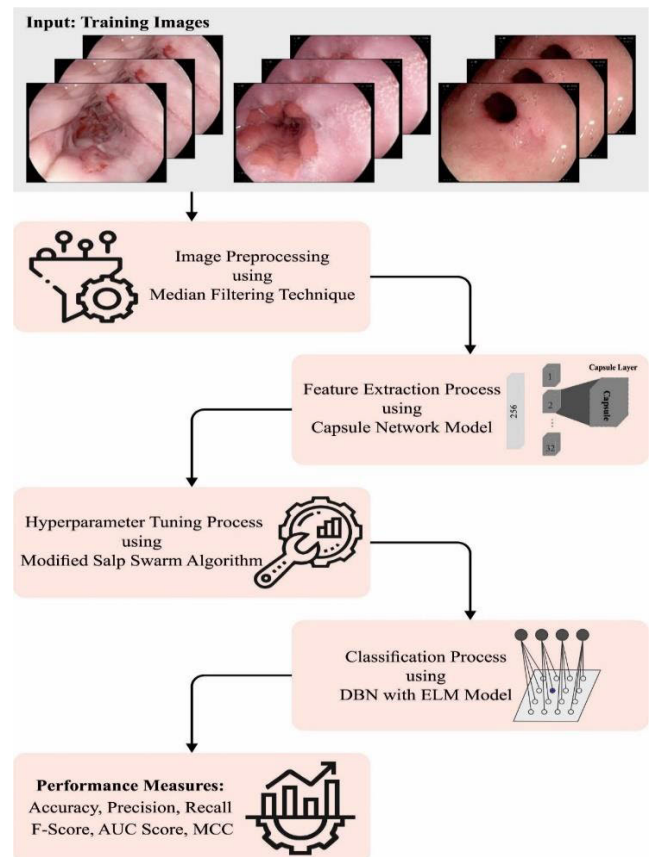 Input: Training Images
Image Preprocessing
using
Median Filtering Technique
Feature Extraction Process
using
Capsule Network Model
256
1
2
...
32
Capsule Layer
Capsule
Hyperparameter Tuning Process
using
Modified Salp Swarm Algorithm
Classification Process
using
DBN with ELM Model
Performance Measures:
Accuracy, Precision, Recall
F-Score, AUC Score, MCC